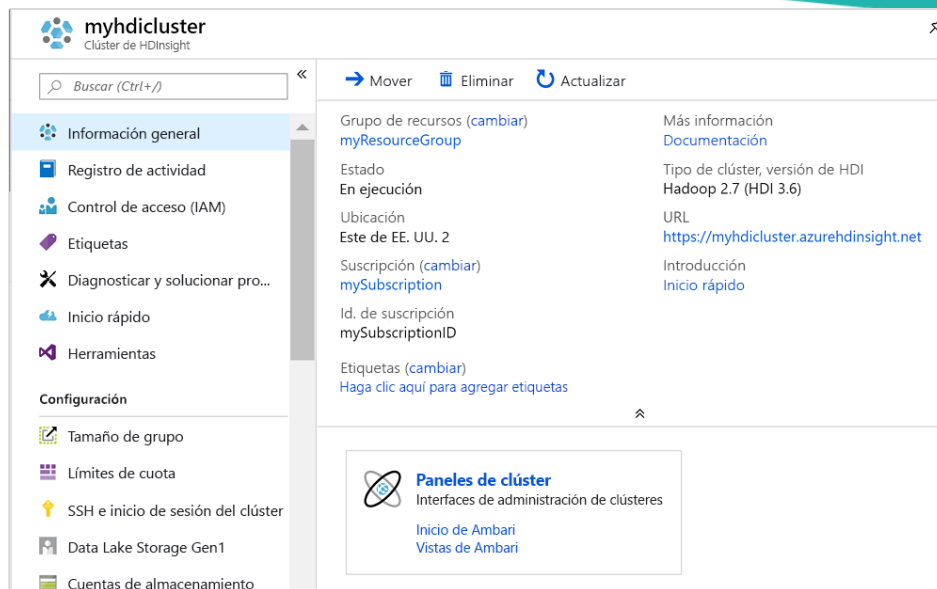 myhdicluster
Clúster de HDInsight
Buscar (Ctrl+/)
«
Información general
Registro de actividad
Control de acceso (IAM)
Etiquetas
Diagnosticar y solucionar pro...
Inicio rápido
Herramientas
Configuración
Tamaño de grupo
Límites de cuota
SSH e inicio de sesión del clúster
Data Lake Storage Gen1
Cuentas de almacenamiento
Mover Eliminar Actualizar
Grupo de recursos (cambiar)
myResourceGroup
Estado
En ejecución
Ubicación
Este de EE. UU. 2
Suscripción (cambiar)
mySubscription
Id. de suscripción
mySubscriptionID
Etiquetas (cambiar)
Haga clic aquí para agregar etiquetas
Más información
Documentación
Tipo de clúster, versión de HDI
Hadoop 2.7 (HDI 3.6)
URL
https://myhdicluster.azurehdinsight.net
Introducción
Inicio rápido
Paneles de clúster
Interfaces de administración de clústeres
Inicio de Ambari
Vistas de Ambari